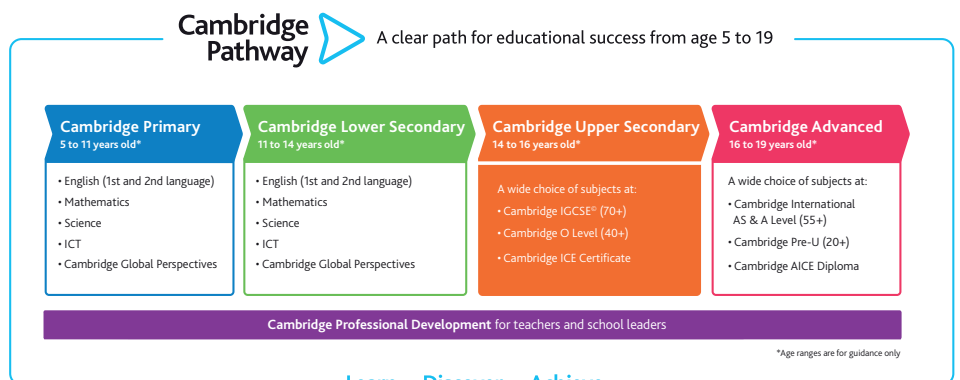 Cambridge
Pathway
A clear path for educational success from age 5 to 19
Cambridge Primary
5 to 11 years old*
• English (1st and 2nd language)
• Mathematics
• Science
• ICT
• Cambridge Global Perspectives
Cambridge Lower Secondary
11 to 14 years old*
• English (1st and 2nd language)
• Mathematics
• Science
• ICT
• Cambridge Global Perspectives
Cambridge Upper Secondary
14 to 16 years old*
A wide choice of subjects at:
• Cambridge IGCSE© (70+)
• Cambridge O Level (40+)
• Cambridge ICE Certificate
Cambridge Advanced
16 to 19 years old*
A wide choice of subjects at:
• Cambridge International
AS & A Level (55+)
• Cambridge Pre-U (20+)
• Cambridge AICE Diploma
Cambridge Professional Development for teachers and school leaders
*Age ranges are for guidance only